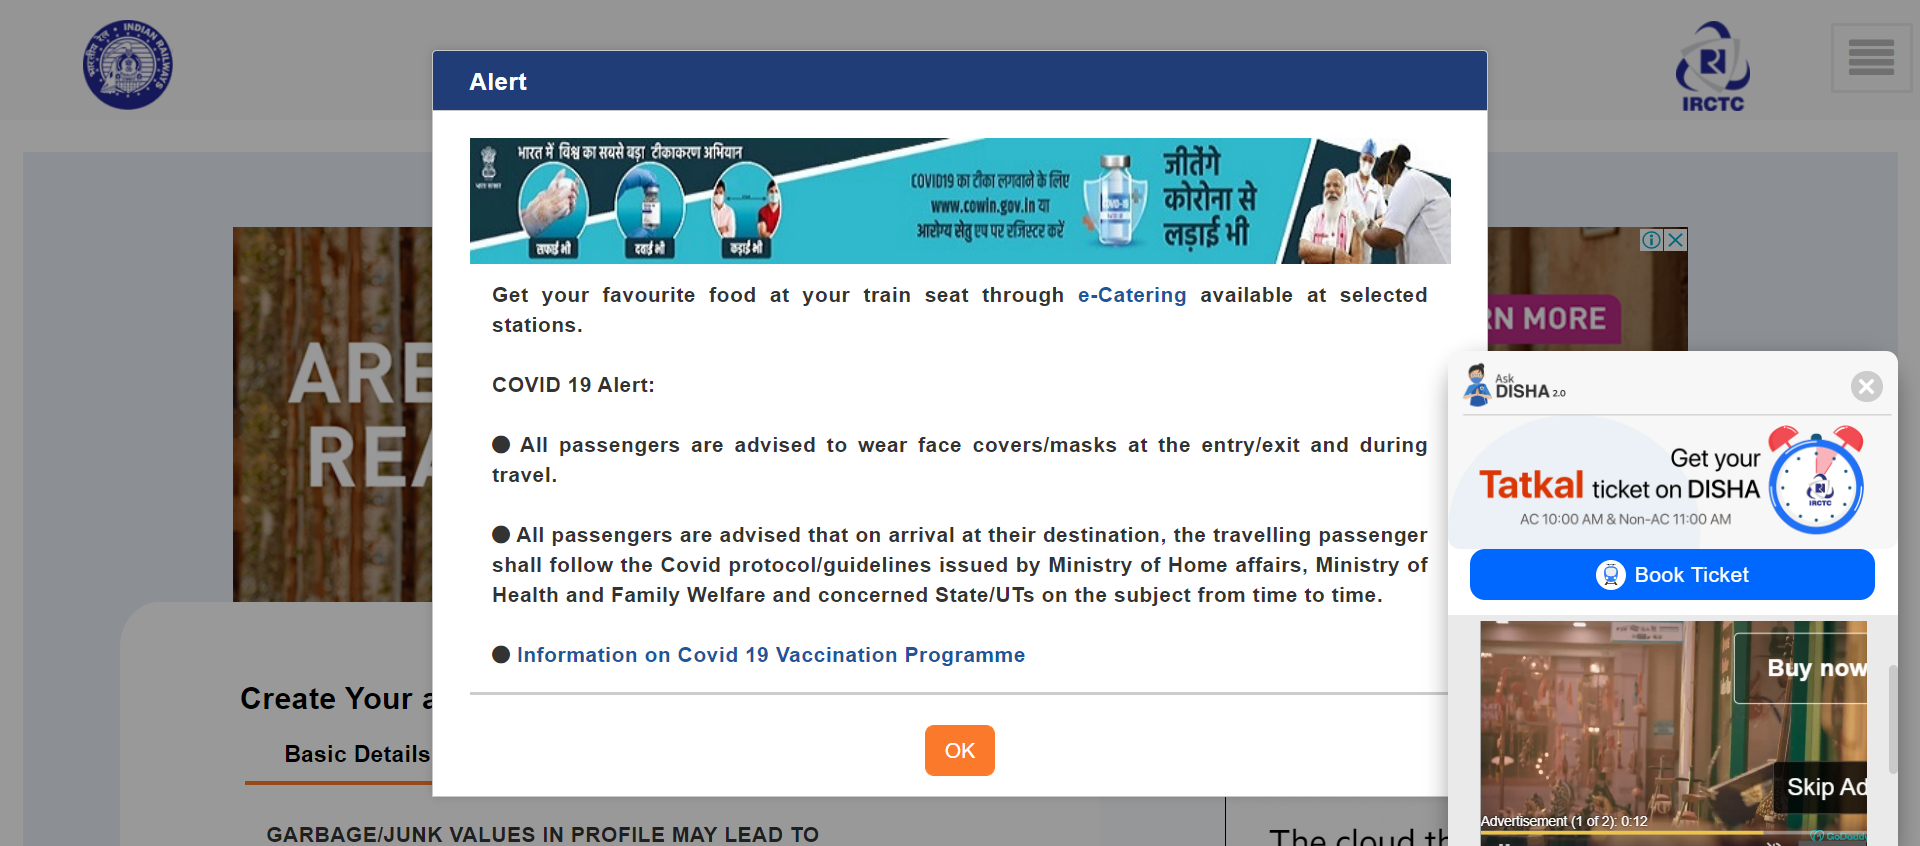 INDIAN RAILWAYS
भारतीय रेल
IRCTC
Alert
भारत में विश्व का सबसे बड़ा टीकाकरण अभियान
सफाई भी
दवाई भी
कड़ाई भी
COVID19 का टीका लगवाने के लिए
www.cowin.gov.in या
आरोग्य सेतु एप पर रजिस्टर करें
जीतेंगे
कोरोना से
लड़ाई भी
Get your favourite food at your train seat through e-Catering available at selected
stations.
COVID 19 Alert:
● All passengers are advised to wear face covers/masks at the entry/exit and during
travel.
● All passengers are advised that on arrival at their destination, the travelling passenger
shall follow the Covid protocol/guidelines issued by Ministry of Home affairs, Ministry of
Health and Family Welfare and concerned State/UTs on the subject from time to time.
● Information on Covid 19 Vaccination Programme
OK
ARE
REA
RN MORE
Create Your a
Basic Details
GARBAGE/JUNK VALUES IN PROFILE MAY LEAD TO
The cloud th
Ask
DISHA 2.0
Get your
Tatkal ticket on DISHA
AC 10:00 AM & Non-AC 11:00 AM
IRCTC
Book Ticket
Buy now
Skip Ad
Advertisement (1 of 2): 0:12
GoDaddy